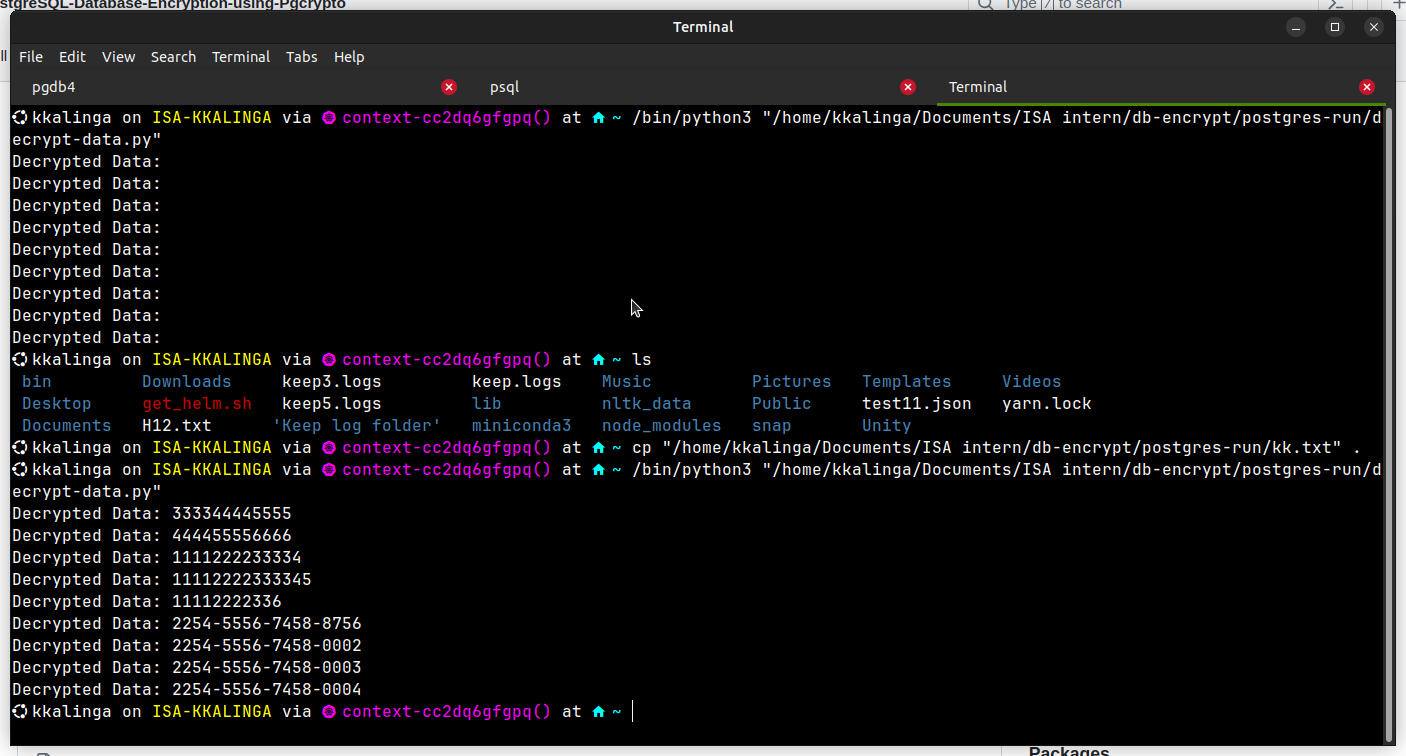 stgreSQL-Database-Encryption-using-Pgcrypto
Type / to search
Terminal
File Edit View Search Terminal Tabs Help
pgdb4 psql Terminal
kkalinga on ISA-KKALINGA via context-cc2dq6gfgpq() at ~ /bin/python3 "/home/kkalinga/Documents/ISA intern/db-encrypt/postgres-run/d
ecrypt-data.py"
Decrypted Data:
Decrypted Data:
Decrypted Data:
Decrypted Data:
Decrypted Data:
Decrypted Data:
Decrypted Data:
Decrypted Data:
Decrypted Data:
kkalinga on ISA-KKALINGA via context-cc2dq6gfgpq() at ~ ls
bin Downloads keep3.logs keep.logs Music Pictures Templates Videos
Desktop get_helm.sh keep5.logs lib nltk_data Public test11.json yarn.lock
Documents H12.txt 'Keep log folder' miniconda3 node_modules snap Unity
kkalinga on ISA-KKALINGA via context-cc2dq6gfgpq() at ~ cp "/home/kkalinga/Documents/ISA intern/db-encrypt/postgres-run/kk.txt" .
kkalinga on ISA-KKALINGA via context-cc2dq6gfgpq() at ~ /bin/python3 "/home/kkalinga/Documents/ISA intern/db-encrypt/postgres-run/d
ecrypt-data.py"
Decrypted Data: 333344445555
Decrypted Data: 444455556666
Decrypted Data: 1111222233334
Decrypted Data: 11112222333345
Decrypted Data: 11112222336
Decrypted Data: 2254-5556-7458-8756
Decrypted Data: 2254-5556-7458-0002
Decrypted Data: 2254-5556-7458-0003
Decrypted Data: 2254-5556-7458-0004
kkalinga on ISA-KKALINGA via context-cc2dq6gfgpq() at ~
Packages